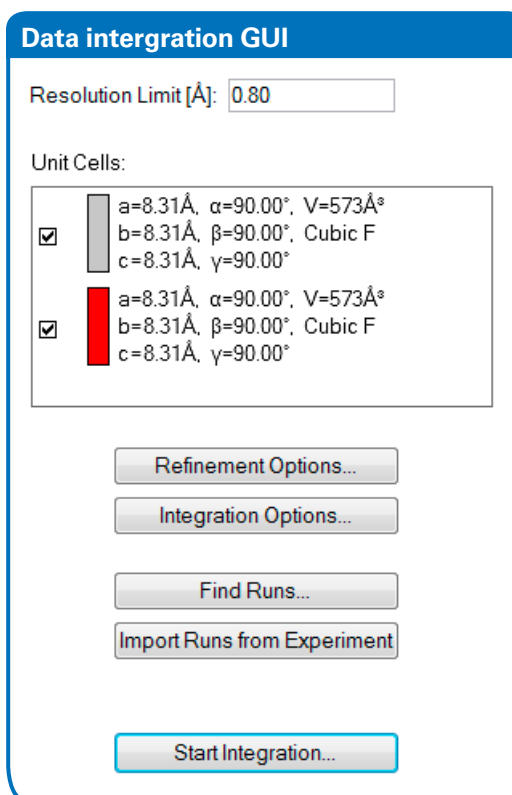 Data intergration GUI
Resolution Limit [Å]: 0.80
Unit Cells:
a=8.31Å, α=90.00°, V=573Å³
b=8.31Å, β=90.00°, Cubic F
c=8.31Å, γ=90.00°
a=8.31Å, α=90.00°, V=573Å³
b=8.31Å, β=90.00°, Cubic F
c=8.31Å, γ=90.00°
Refinement Options...
Integration Options...
Find Runs...
Import Runs from Experiment
Start Integration...